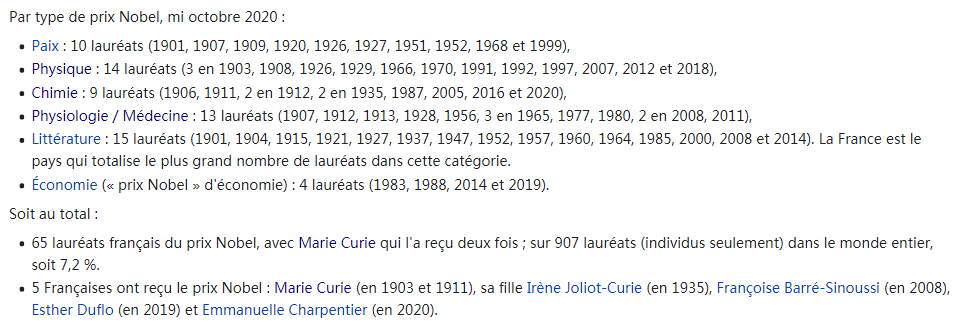 Par type de prix Nobel, mi octobre 2020 :
• Paix : 10 lauréats (1901, 1907, 1909, 1920, 1926, 1927, 1951, 1952, 1968 et 1999),
• Physique : 14 lauréats (3 en 1903, 1908, 1926, 1929, 1966, 1970, 1991, 1992, 1997, 2007, 2012 et 2018),
• Chimie : 9 lauréats (1906, 1911, 2 en 1912, 2 en 1935, 1987, 2005, 2016 et 2020),
• Physiologie / Médecine : 13 lauréats (1907, 1912, 1913, 1928, 1956, 3 en 1965, 1977, 1980, 2 en 2008, 2011),
• Littérature : 15 lauréats (1901, 1904, 1915, 1921, 1927, 1937, 1947, 1952, 1957, 1960, 1964, 1985, 2000, 2008 et 2014). La France est le
pays qui totalise le plus grand nombre de lauréats dans cette catégorie.
• Économie (« prix Nobel » d'économie) : 4 lauréats (1983, 1988, 2014 et 2019).
Soit au total :
• 65 lauréats français du prix Nobel, avec Marie Curie qui l'a reçu deux fois ; sur 907 lauréats (individus seulement) dans le monde entier,
soit 7,2 %.
• 5 Françaises ont reçu le prix Nobel : Marie Curie (en 1903 et 1911), sa fille Irène Joliot-Curie (en 1935), Françoise Barré-Sinoussi (en 2008),
Esther Duflo (en 2019) et Emmanuelle Charpentier (en 2020).